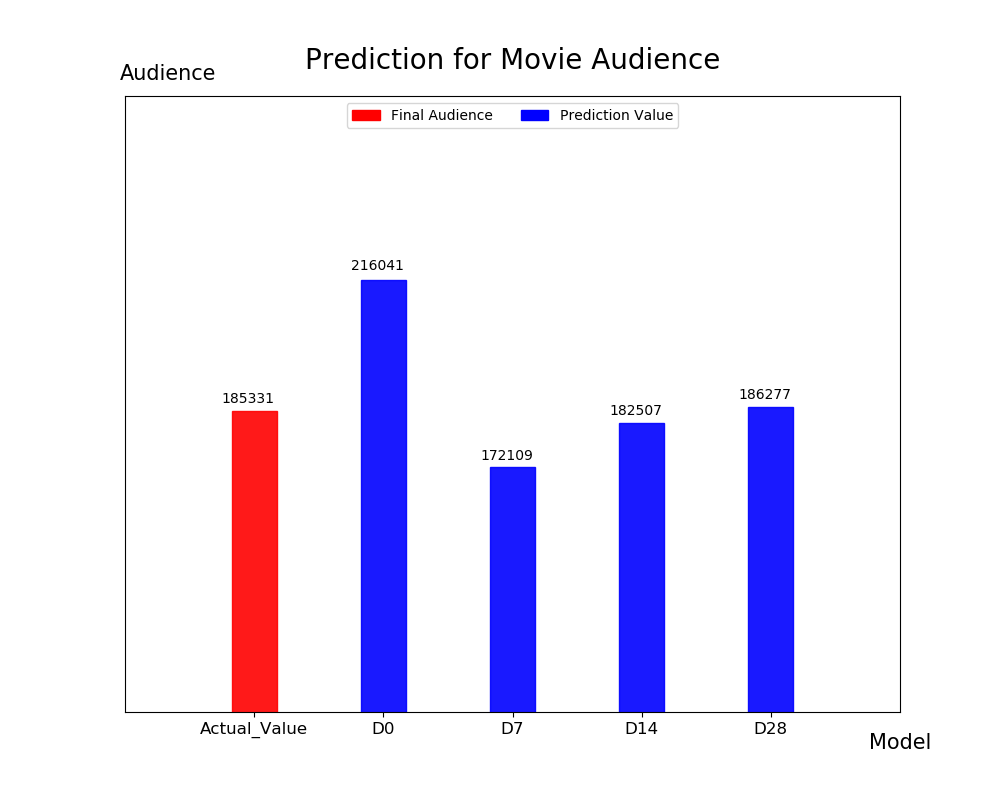 Prediction for Movie Audience
Audience
Final Audience Prediction Value
216041
185331
172109
182507
186277
Actual_Value D0 D7 D14 D28
Model